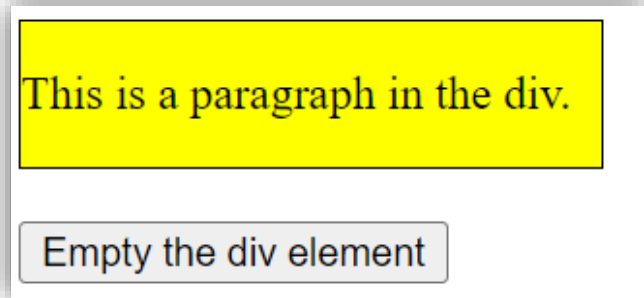 This is a paragraph in the div.
Empty the div element